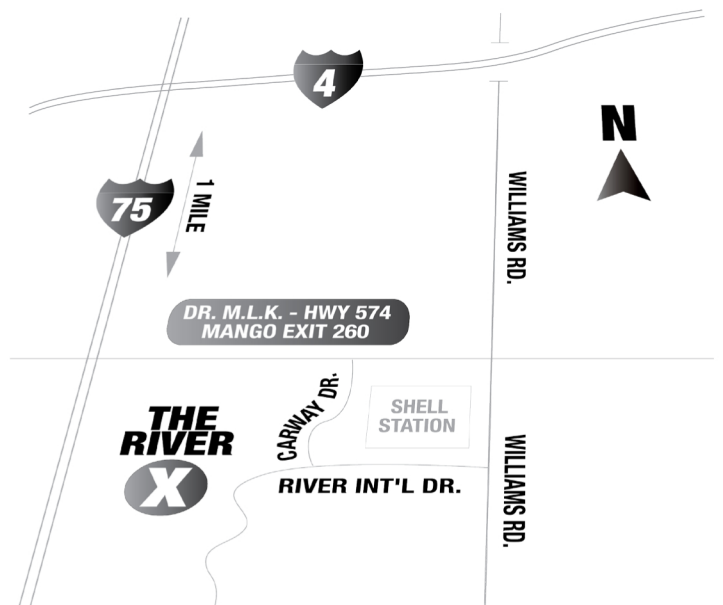 4
N
75
1 MILE
WILLIAMS RD.
DR. M.L.K. - HWY 574
MANGO EXIT 260
THE
RIVER
X
CARWAY DR.
SHELL
STATION
RIVER INT'L DR.
WILLIAMS RD.